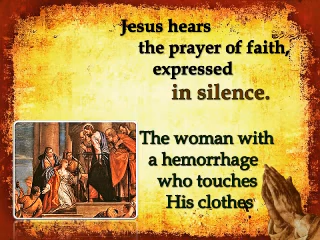 Jesus hears
the prayer of faith,
expressed
in silence.
The woman with
a hemorrhage
who touches
His clothes